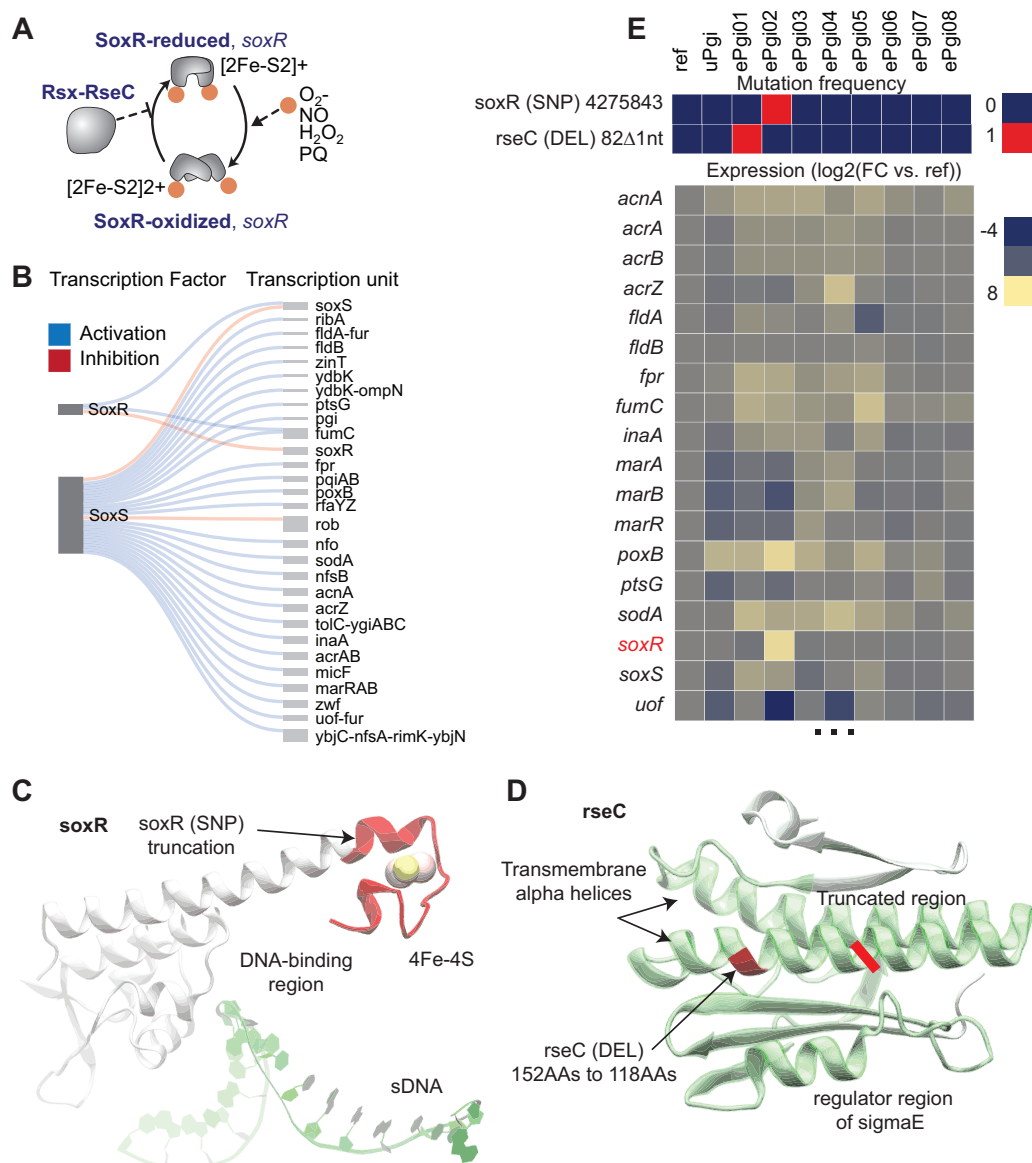 A
SoxR-reduced, soxR
[2Fe-S2]+
Rsx-RseC
O2-
NO
H2O2
PQ
[2Fe-S2]2+
SoxR-oxidized, soxR
B
Transcription Factor
Transcription unit
Activation
Inhibition
SoxR
SoxS
soxS
ribA
fldA-fur
fldB
zinT
ydbK
ydbK-ompN
ptsG
pgi
fumC
soxR
fpr
pqiAB
poxB
rfaYZ
rob
nfo
sodA
nfsB
acnA
acrZ
tolC-ygiABC
inaA
acrAB
micF
marRAB
zwf
uof-fur
ybjC-nfsA-rimK-ybjN
E
ref
uPgi
ePgi01
ePgi02
ePgi03
ePgi04
ePgi05
ePgi06
ePgi07
ePgi08
Mutation frequency
soxR (SNP) 4275843
rseC (DEL) 82Δ1nt
0
1
Expression (log2(FC vs. ref))
-4
8
acnA
acrA
acrB
acrZ
fldA
fldB
fpr
fumC
inaA
marA
marB
marR
poxB
ptsG
sodA
soxR
soxS
uof
C
soxR
soxR (SNP)
truncation
DNA-binding
region
4Fe-4S
sDNA
D
rseC
Transmembrane
alpha helices
Truncated region
rseC (DEL)
152AAs to 118AAs
regulator region
of sigmaE